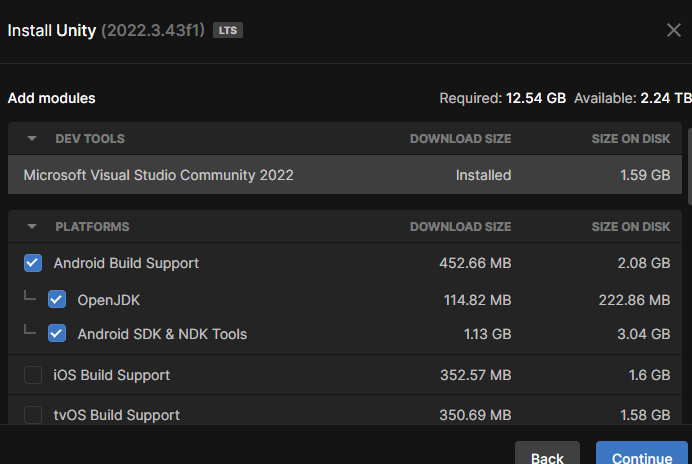 Install Unity (2022.3.43f1) LTS
Add modules Required: 12.54 GB Available: 2.24 TB
DEV TOOLS DOWNLOAD SIZE SIZE ON DISK
Microsoft Visual Studio Community 2022 Installed 1.59 GB
PLATFORMS DOWNLOAD SIZE SIZE ON DISK
Android Build Support 452.66 MB 2.08 GB
OpenJDK 114.82 MB 222.86 MB
Android SDK & NDK Tools 1.13 GB 3.04 GB
iOS Build Support 352.57 MB 1.6 GB
tvOS Build Support 350.69 MB 1.58 GB
Back Continue